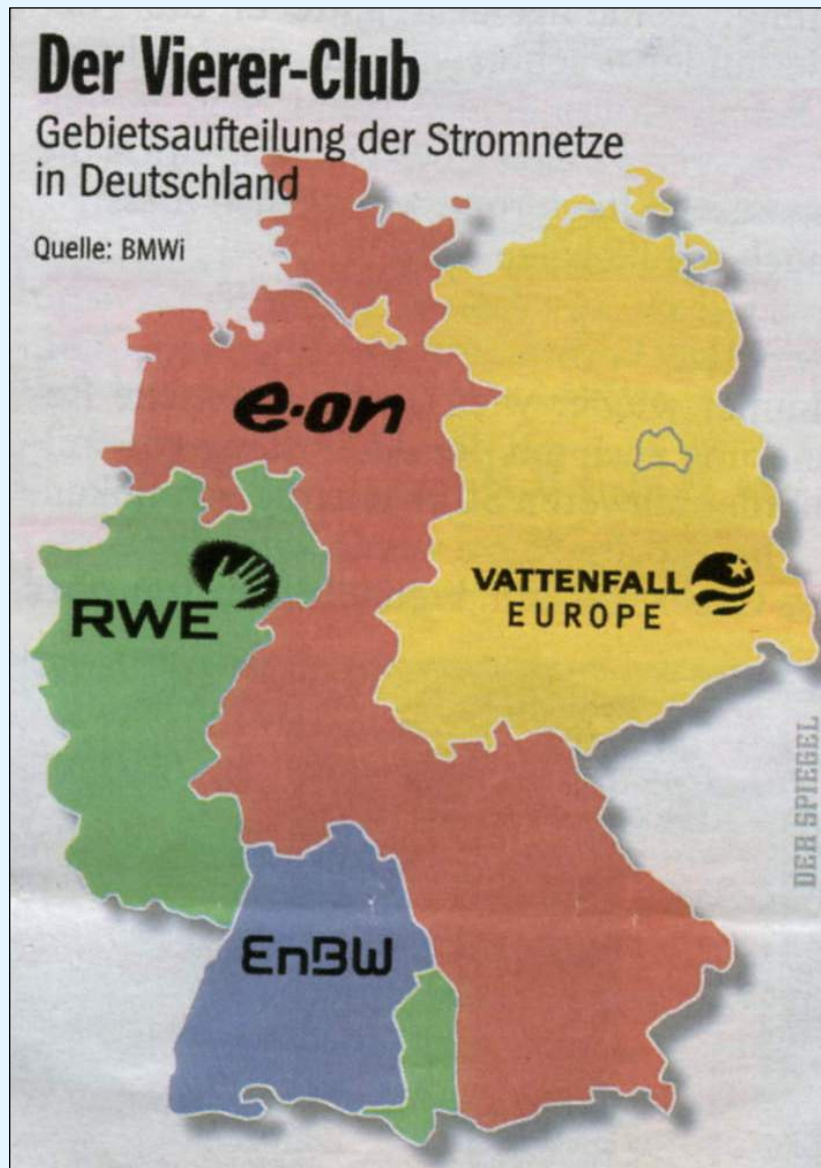 Der Vierer-Club
Gebietsaufteilung der Stromnetze
in Deutschland
Quelle: BMWi
e·on
RWE
VATTENFALL
EUROPE
EnBW
DER SPIEGEL